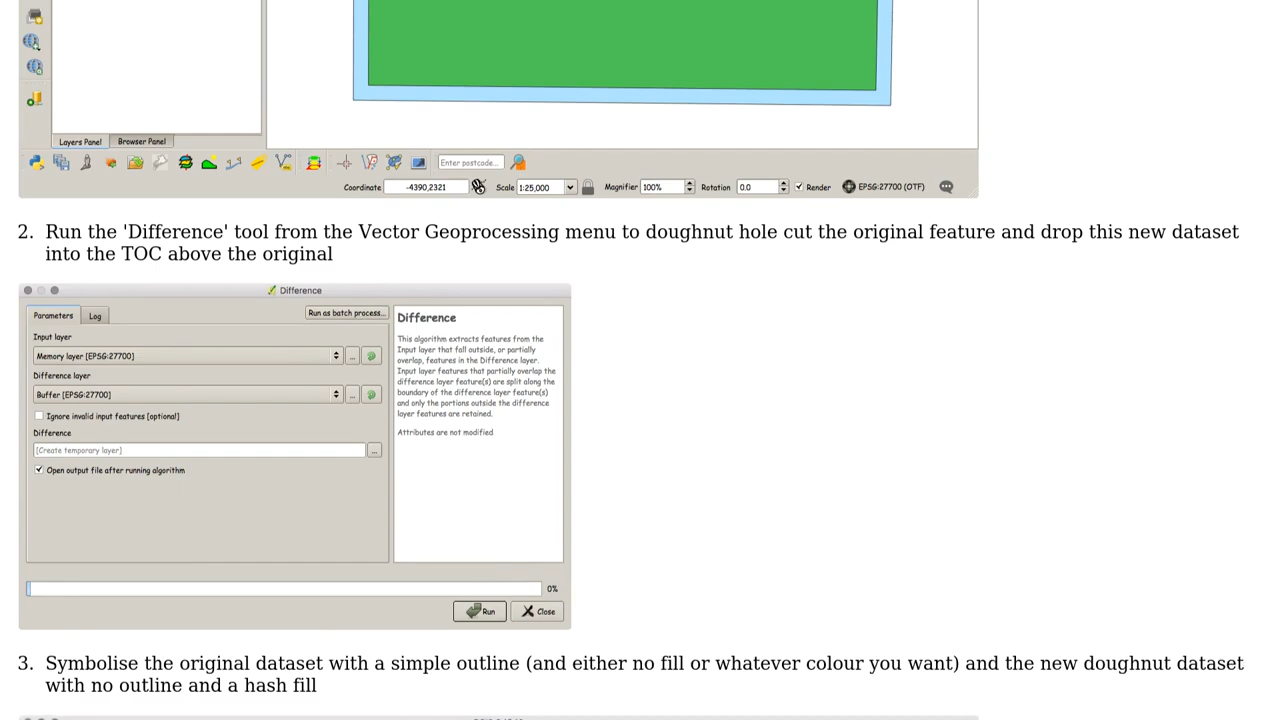 Layers Panel Browser Panel
Enter postcode...
Coordinate -4390,2321 Scale 1:25,000 Magnifier 100% Rotation 0.0 Render EPSG:27700 (OTF)
2. Run the 'Difference' tool from the Vector Geoprocessing menu to doughnut hole cut the original feature and drop this new dataset
into the TOC above the original
Difference
Parameters Log Run as batch process...
Input layer
Memory layer [EPSG:27700] ...
Difference layer
Buffer [EPSG:27700] ...
Ignore invalid input features [optional]
Difference
[Create temporary layer] ...
Open output file after running algorithm
Difference
This algorithm extracts features from the
Input layer that fall outside, or partially
overlap, features in the Difference layer.
Input layer features that partially overlap the
difference layer feature(s) are split along the
boundary of the difference layer feature(s)
and only the portions outside the difference
layer features are retained.
Attributes are not modified
0%
Run Close
3. Symbolise the original dataset with a simple outline (and either no fill or whatever colour you want) and the new doughnut dataset
with no outline and a hash fill